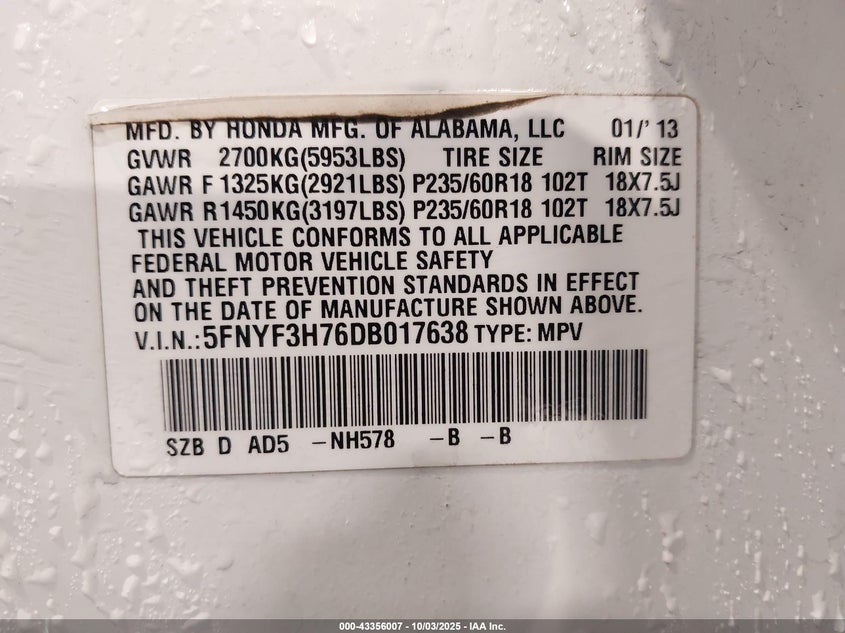 MFD. BY HONDA MFG. OF ALABAMA, LLC 01/'13
GVWR 2700KG(5953LBS) TIRE SIZE RIM SIZE
GAWR F 1325KG(2921LBS) P235/60R18 102T 18X7.5J
GAWR R1450KG(3197LBS) P235/60R18 102T 18X7.5J
THIS VEHICLE CONFORMS TO ALL APPLICABLE
FEDERAL MOTOR VEHICLE SAFETY
AND THEFT PREVENTION STANDARDS IN EFFECT
ON THE DATE OF MANUFACTURE SHOWN ABOVE.
V.I.N.:5FNYF3H76DB017638 TYPE: MPV
SZB D AD5 -NH578 -B -B
000-43356007 - 10/03/2025 - IAA Inc.